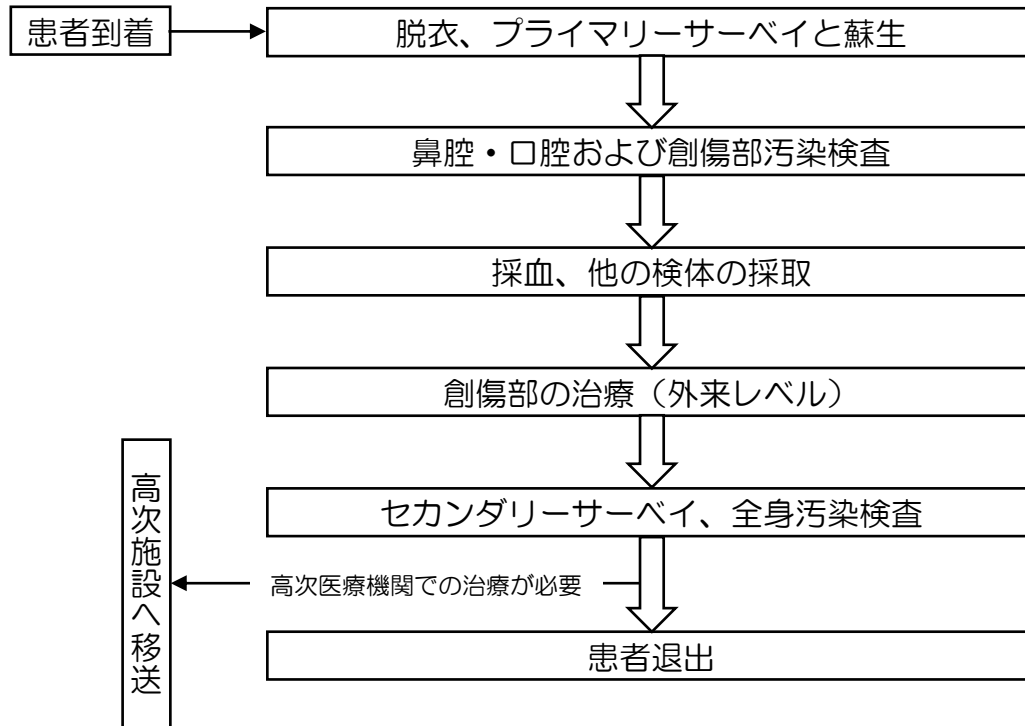 患者到着
脱衣、プライマリーサーベイと蘇生
鼻腔・口腔および創傷部汚染検査
採血、他の検体の採取
創傷部の治療（外来レベル）
セカンダリーサーベイ、全身汚染検査
高次医療機関での治療が必要
高次施設へ移送
患者退出